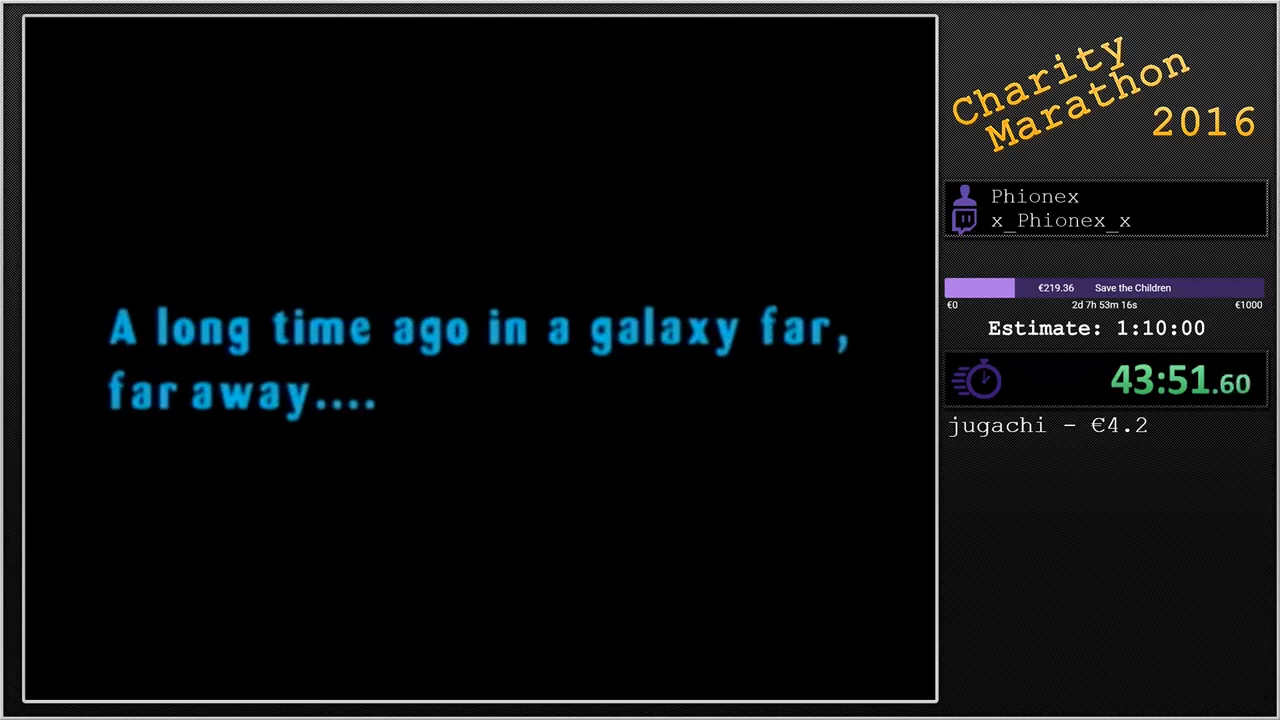 A long time ago in a galaxy far,
far away....
Charity
Marathon
2016
Phionex
x_Phionex_x
€219.36 Save the Children
€0 2d 7h 53m 16s €1000
Estimate: 1:10:00
43:51.60
jugachi - €4.2